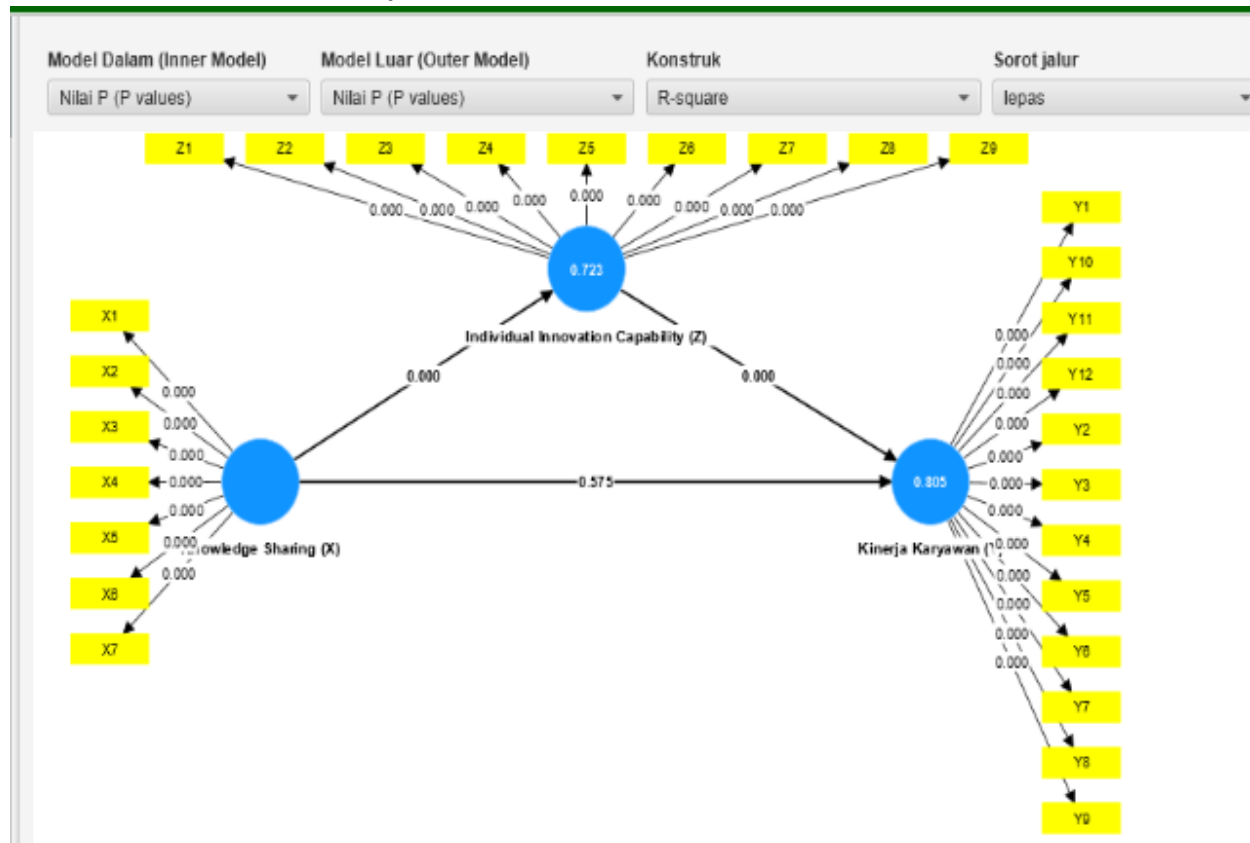 Model Dalam (Inner Model) Model Luar (Outer Model) Konstruk Sorot jalur
Nilai P (P values) Nilai P (P values) R-square lepas
Z1 Z2 Z3 Z4 Z5 Z6 Z7 Z8 Z9
0.000 0.000 0.000 0.000 0.000 0.000 0.000 0.000 0.000
0.723
Individual Innovation Capability (Z)
0.000 0.000
X1
X2
X3
X4
X5
X6
X7
0.000
0.000
0.000
0.000
0.000
0.000
0.000
Sharing (X)
0.575
0.805
Kinerja Karyawan
0.000
0.000
0.000
0.000
0.000
0.000
0.000
0.000
0.000
0.000
0.000
0.000
Y1
Y10
Y11
Y12
Y2
Y3
Y4
Y5
Y6
Y7
Y8
Y9